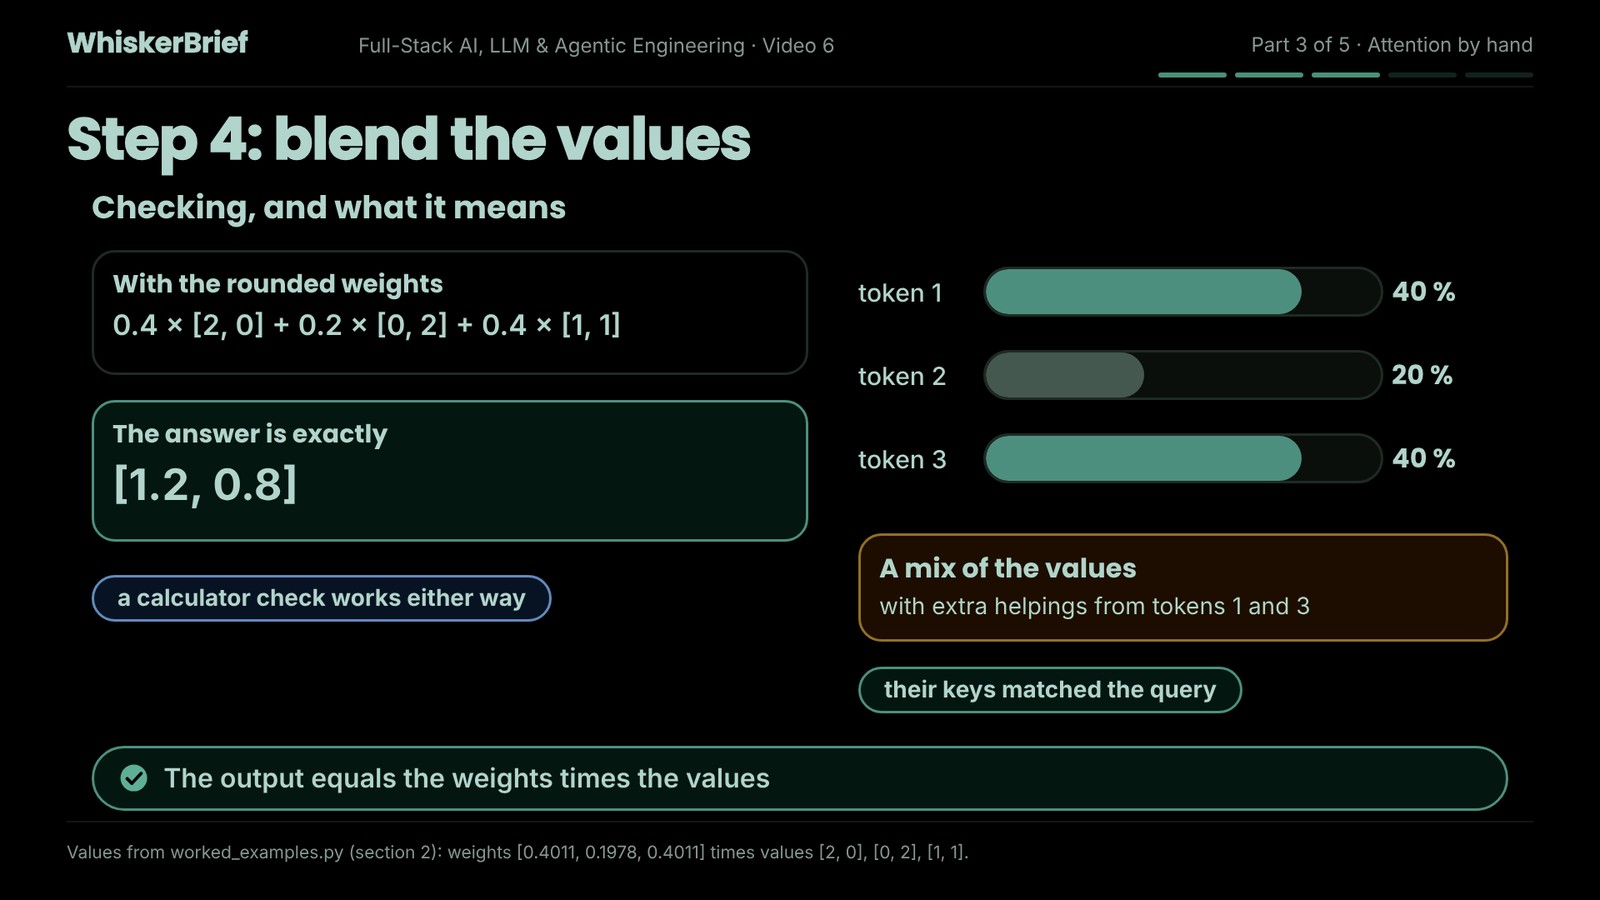 WhiskerBrief
Full-Stack AI, LLM & Agentic Engineering · Video 6
Part 3 of 5 · Attention by hand
Step 4: blend the values
Checking, and what it means
With the rounded weights
0.4 × [2, 0] + 0.2 × [0, 2] + 0.4 × [1, 1]
The answer is exactly
[1.2, 0.8]
a calculator check works either way
token 1 40 %
token 2 20 %
token 3 40 %
A mix of the values
with extra helpings from tokens 1 and 3
their keys matched the query
The output equals the weights times the values
Values from worked_examples.py (section 2): weights [0.4011, 0.1978, 0.4011] times values [2, 0], [0, 2], [1, 1].